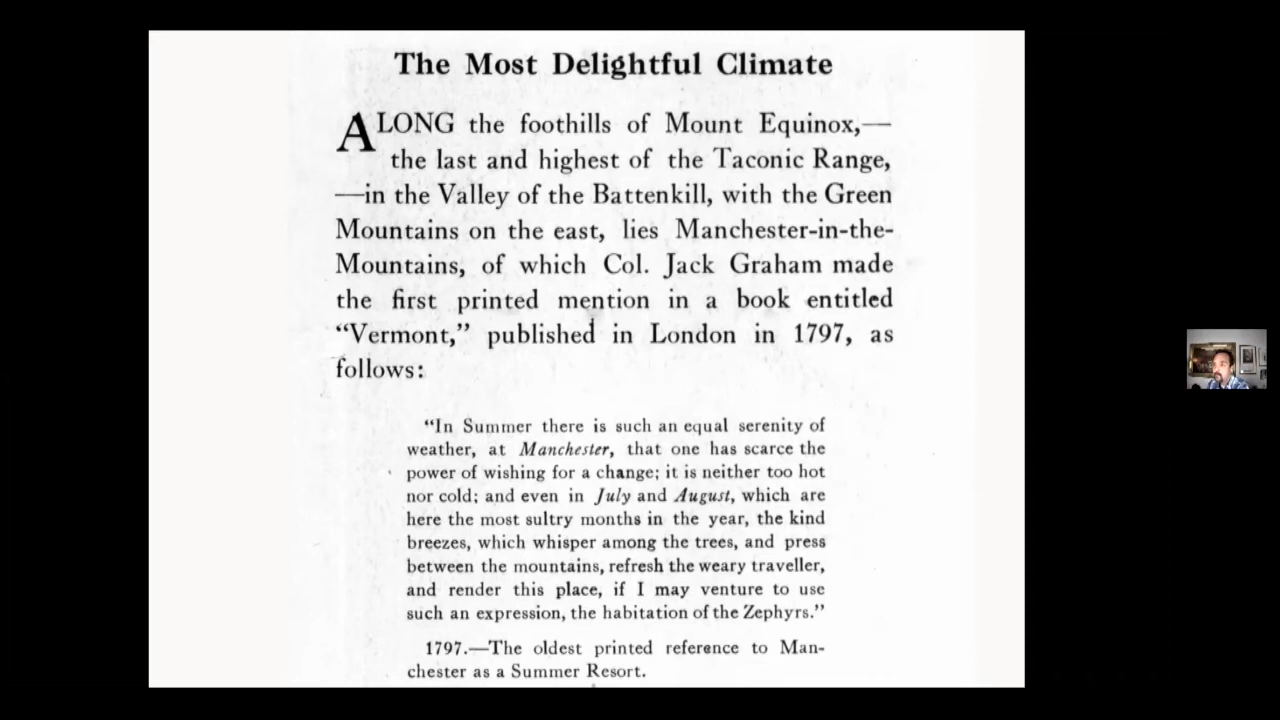 The Most Delightful Climate
ALONG the foothills of Mount Equinox,—
the last and highest of the Taconic Range,
—in the Valley of the Battenkill, with the Green
Mountains on the east, lies Manchester-in-the-
Mountains, of which Col. Jack Graham made
the first printed mention in a book entitled
“Vermont,” published in London in 1797, as
follows:
“In Summer there is such an equal serenity of
weather, at Manchester, that one has scarce the
power of wishing for a change; it is neither too hot
nor cold; and even in July and August, which are
here the most sultry months in the year, the kind
breezes, which whisper among the trees, and press
between the mountains, refresh the weary traveller,
and render this place, if I may venture to use
such an expression, the habitation of the Zephyrs.”
1797.—The oldest printed reference to Man-
chester as a Summer Resort.